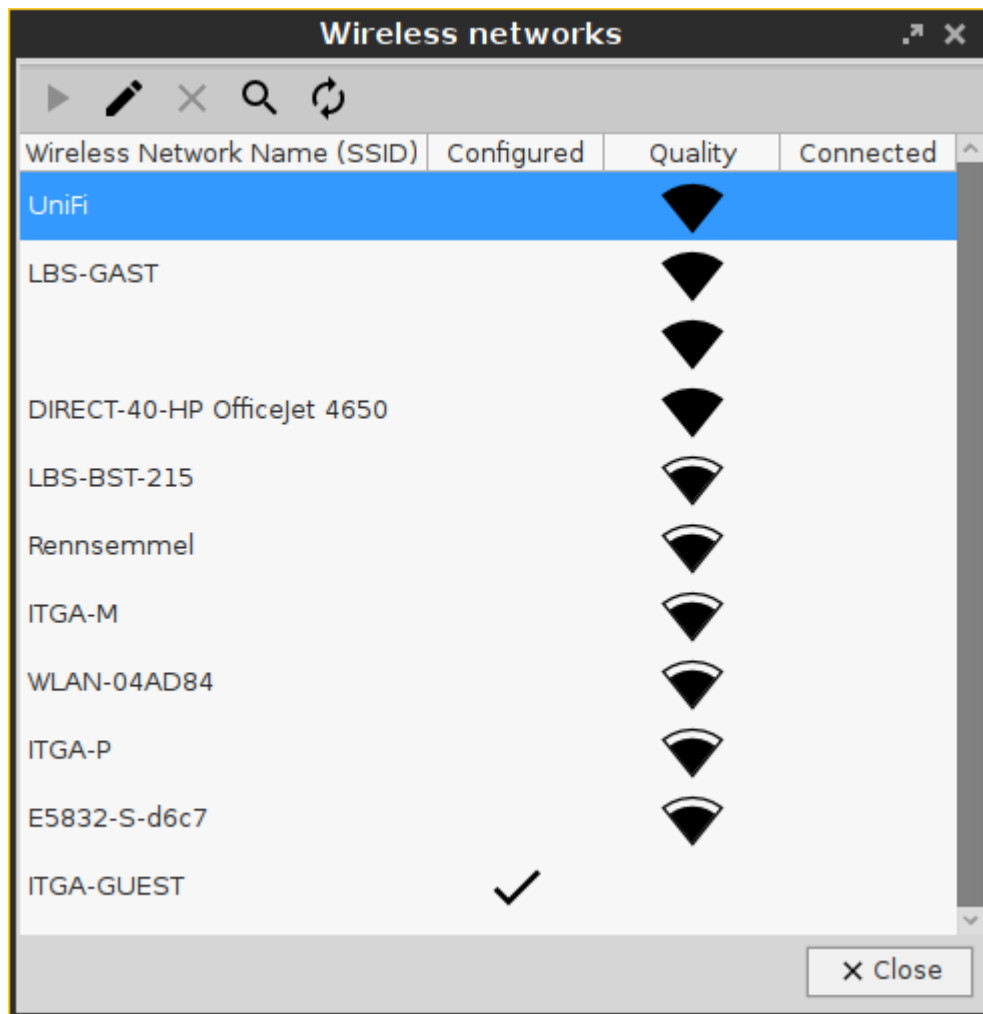 Wireless networks
Wireless Network Name (SSID) Configured Quality Connected
UniFi
LBS-GAST
DIRECT-40-HP OfficeJet 4650
LBS-BST-215
Rennsemmel
ITGA-M
WLAN-04AD84
ITGA-P
E5832-S-d6c7
ITGA-GUEST
Close